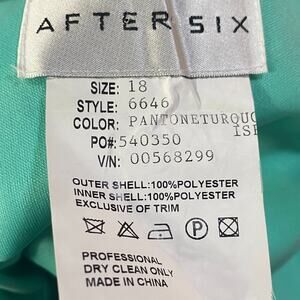 AFTER SIX
SIZE: 18
STYLE: 6646
COLOR: PANTONETURQUO
ISE
PO#: 540350
V/N: 00568299
OUTER SHELL:100%POLYESTER
INNER SHELL:100%POLYESTER
EXCLUSIVE OF TRIM
P
PROFESSIONAL
DRY CLEAN ONLY
MADE IN CHINA